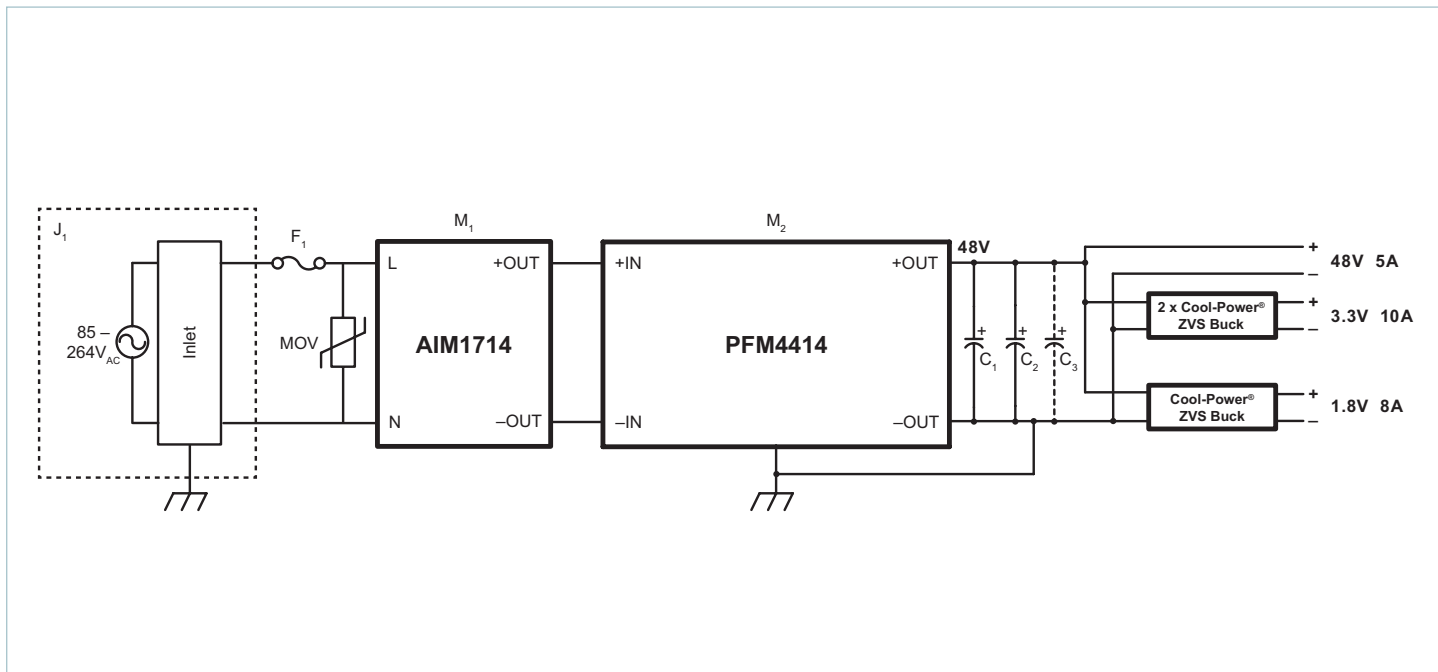 J1
85 –
264VAC
Inlet
F1
MOV
M1
L
N
+OUT
–OUT
AIM1714
M2
+IN
–IN
+OUT
–OUT
PFM4414
48V
+
C1
+
C2
+
C3
+
–
48V 5A
2 x Cool-Power®
ZVS Buck
+
–
3.3V 10A
Cool-Power®
ZVS Buck
+
–
1.8V 8A